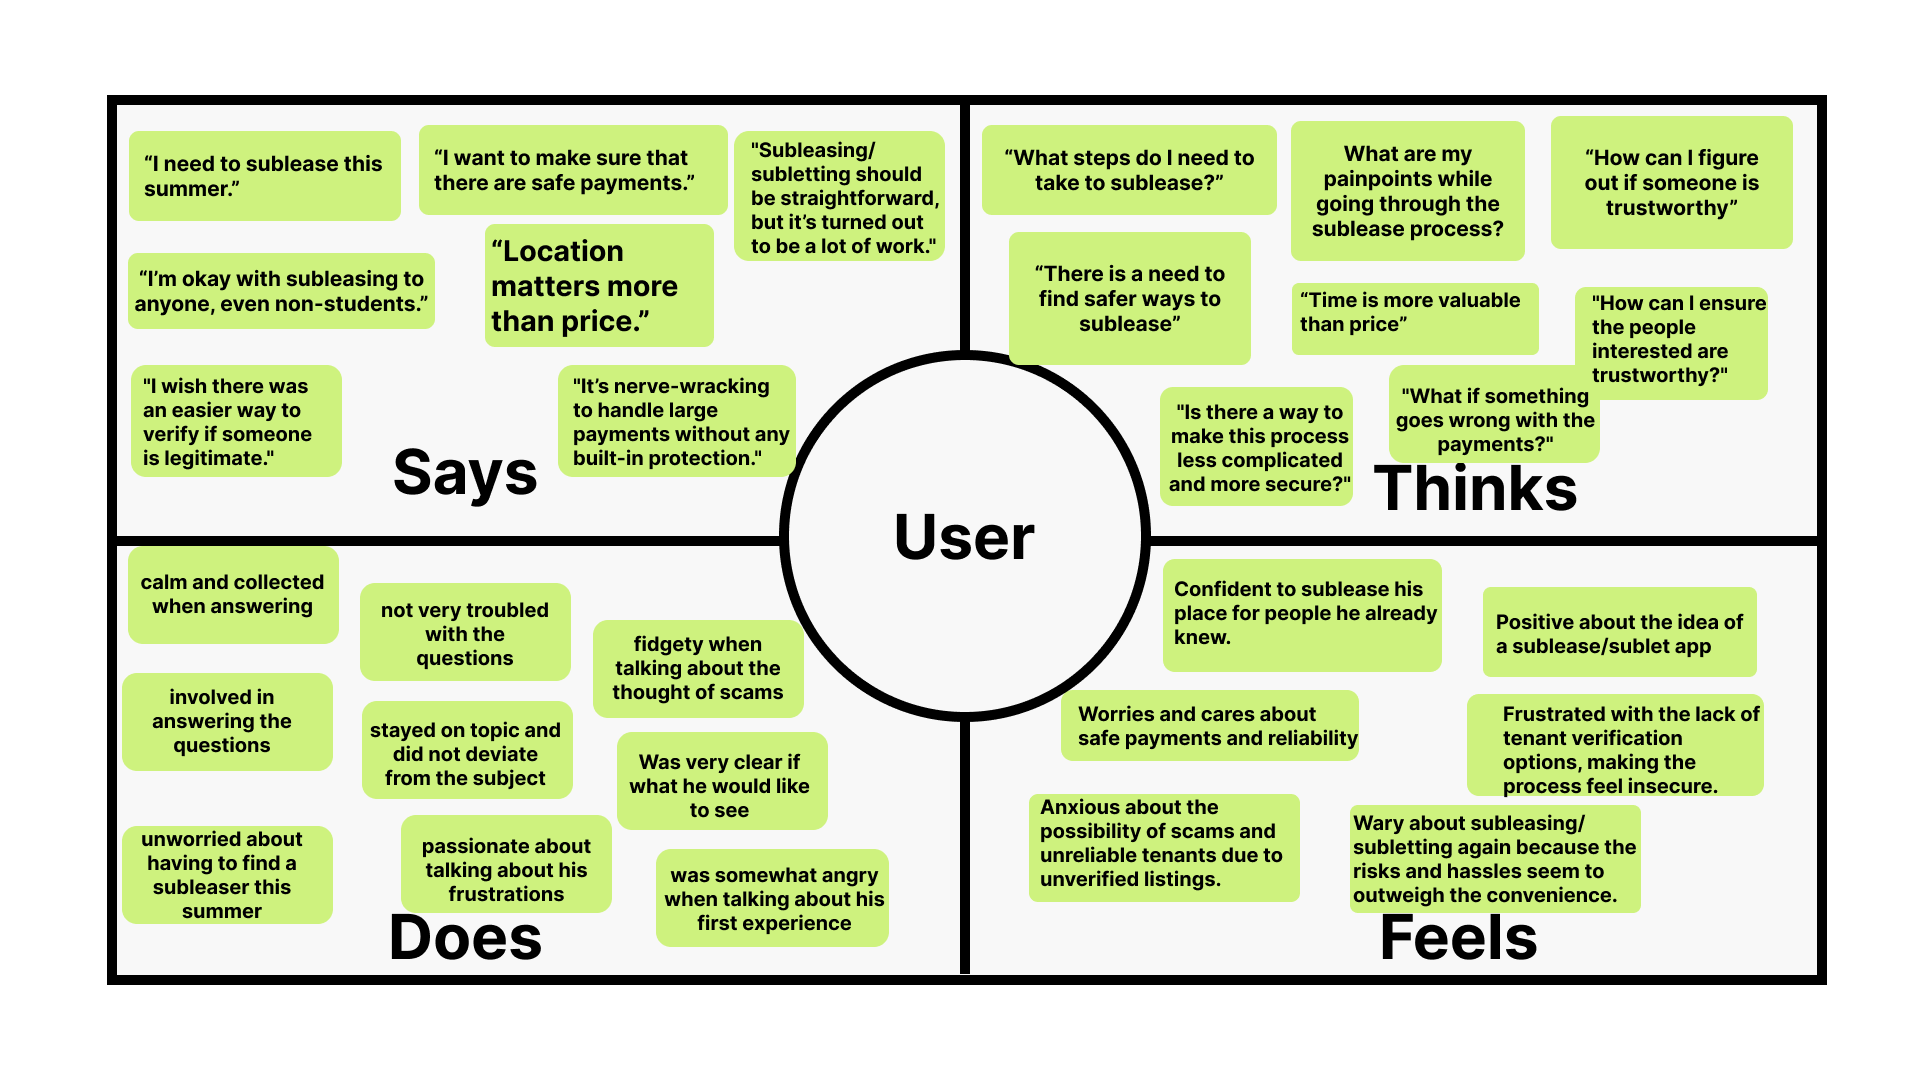 “I need to sublease this
summer.”
“I want to make sure that
there are safe payments.”
"Subleasing/
subletting should
be straightforward,
but it’s turned out
to be a lot of work."
“I’m okay with subleasing to
anyone, even non-students.”
“Location
matters more
than price.”
"I wish there was
an easier way to
verify if someone
is legitimate."
"It’s nerve-wracking
to handle large
payments without any
built-in protection."
Says
“What steps do I need to
take to sublease?”
What are my
painpoints while
going through the
sublease process?
“How can I figure
out if someone is
trustworthy”
“There is a need to
find safer ways to
sublease”
“Time is more valuable
than price”
"How can I ensure
the people
interested are
trustworthy?"
"Is there a way to
make this process
less complicated
and more secure?"
"What if something
goes wrong with the
payments?"
Thinks
User
calm and collected
when answering
not very troubled
with the
questions
fidgety when
talking about the
thought of scams
involved in
answering the
questions
stayed on topic and
did not deviate
from the subject
Was very clear if
what he would like
to see
unworried about
having to find a
subleaser this
summer
passionate about
talking about his
frustrations
was somewhat angry
when talking about his
first experience
Does
Confident to sublease his
place for people he already
knew.
Positive about the idea of
a sublease/sublet app
Worries and cares about
safe payments and reliability
Frustrated with the lack of
tenant verification
options, making the
process feel insecure.
Anxious about the
possibility of scams and
unreliable tenants due to
unverified listings.
Wary about subleasing/
subletting again because the
risks and hassles seem to
outweigh the convenience.
Feels